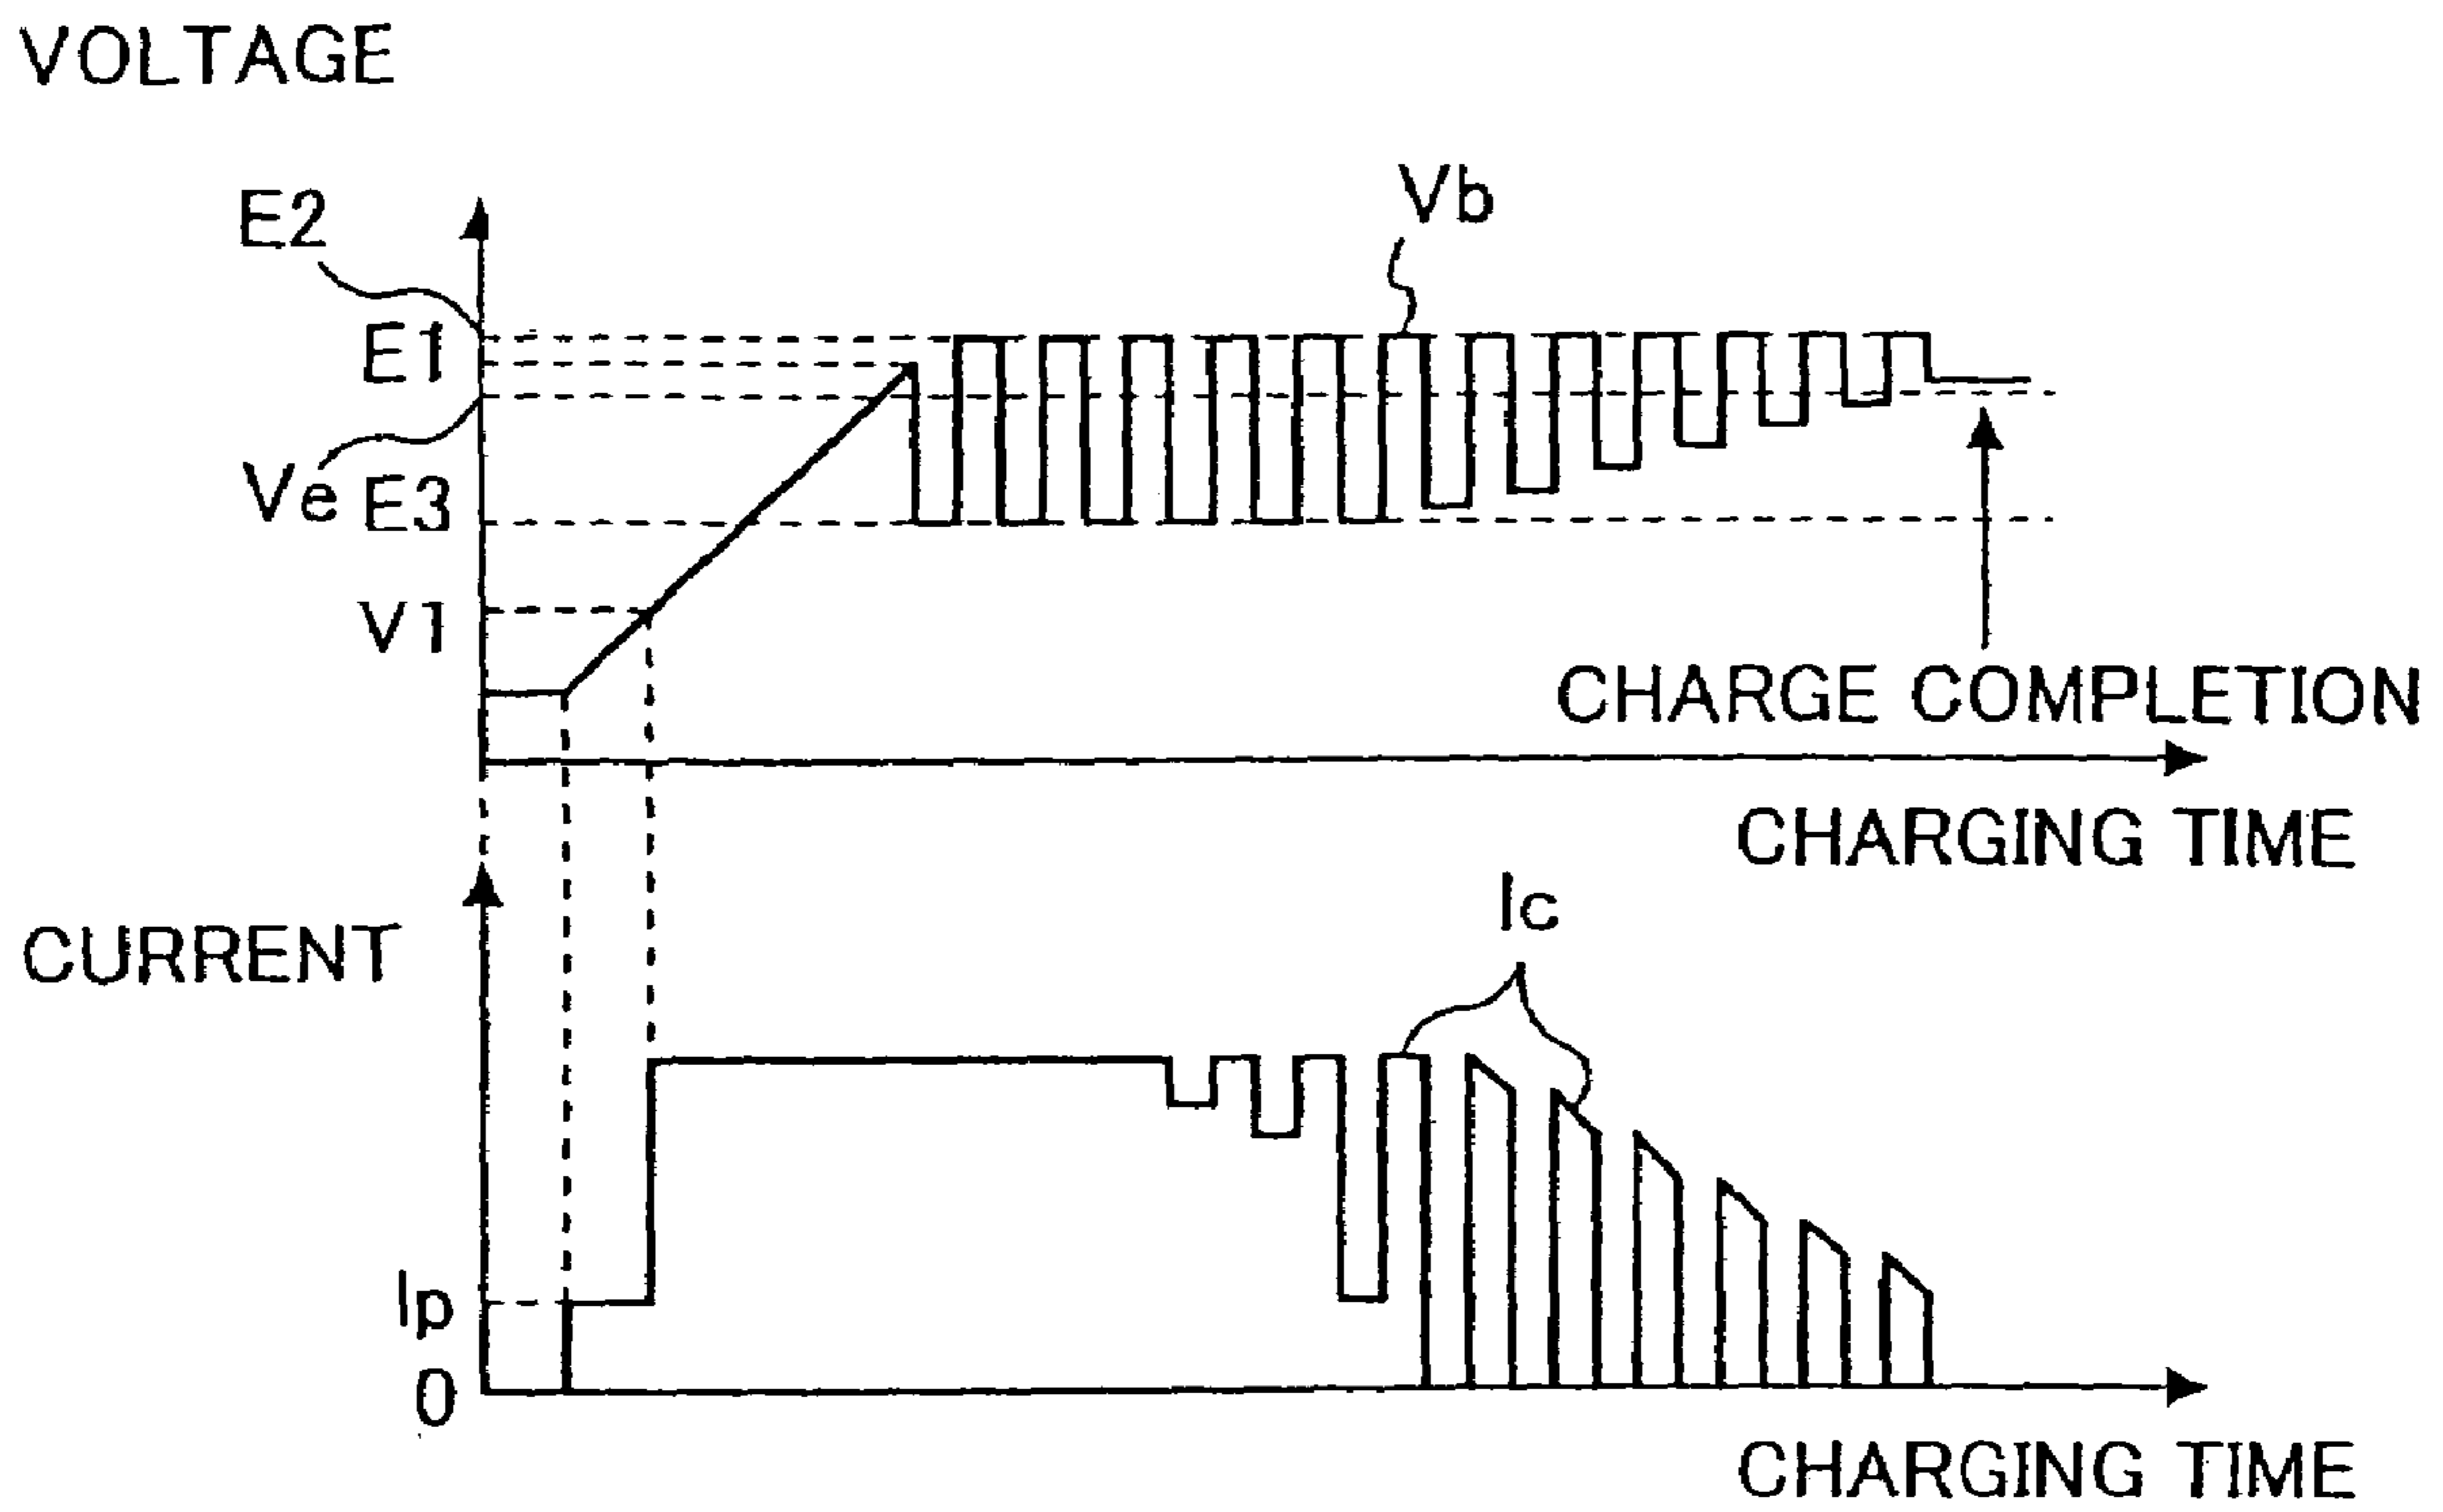 VOLTAGE
Vb
E2
E1
Ve E3
V1
CHARGE COMPLETION
CHARGING TIME
Ic
CURRENT
Ip
0
CHARGING TIME